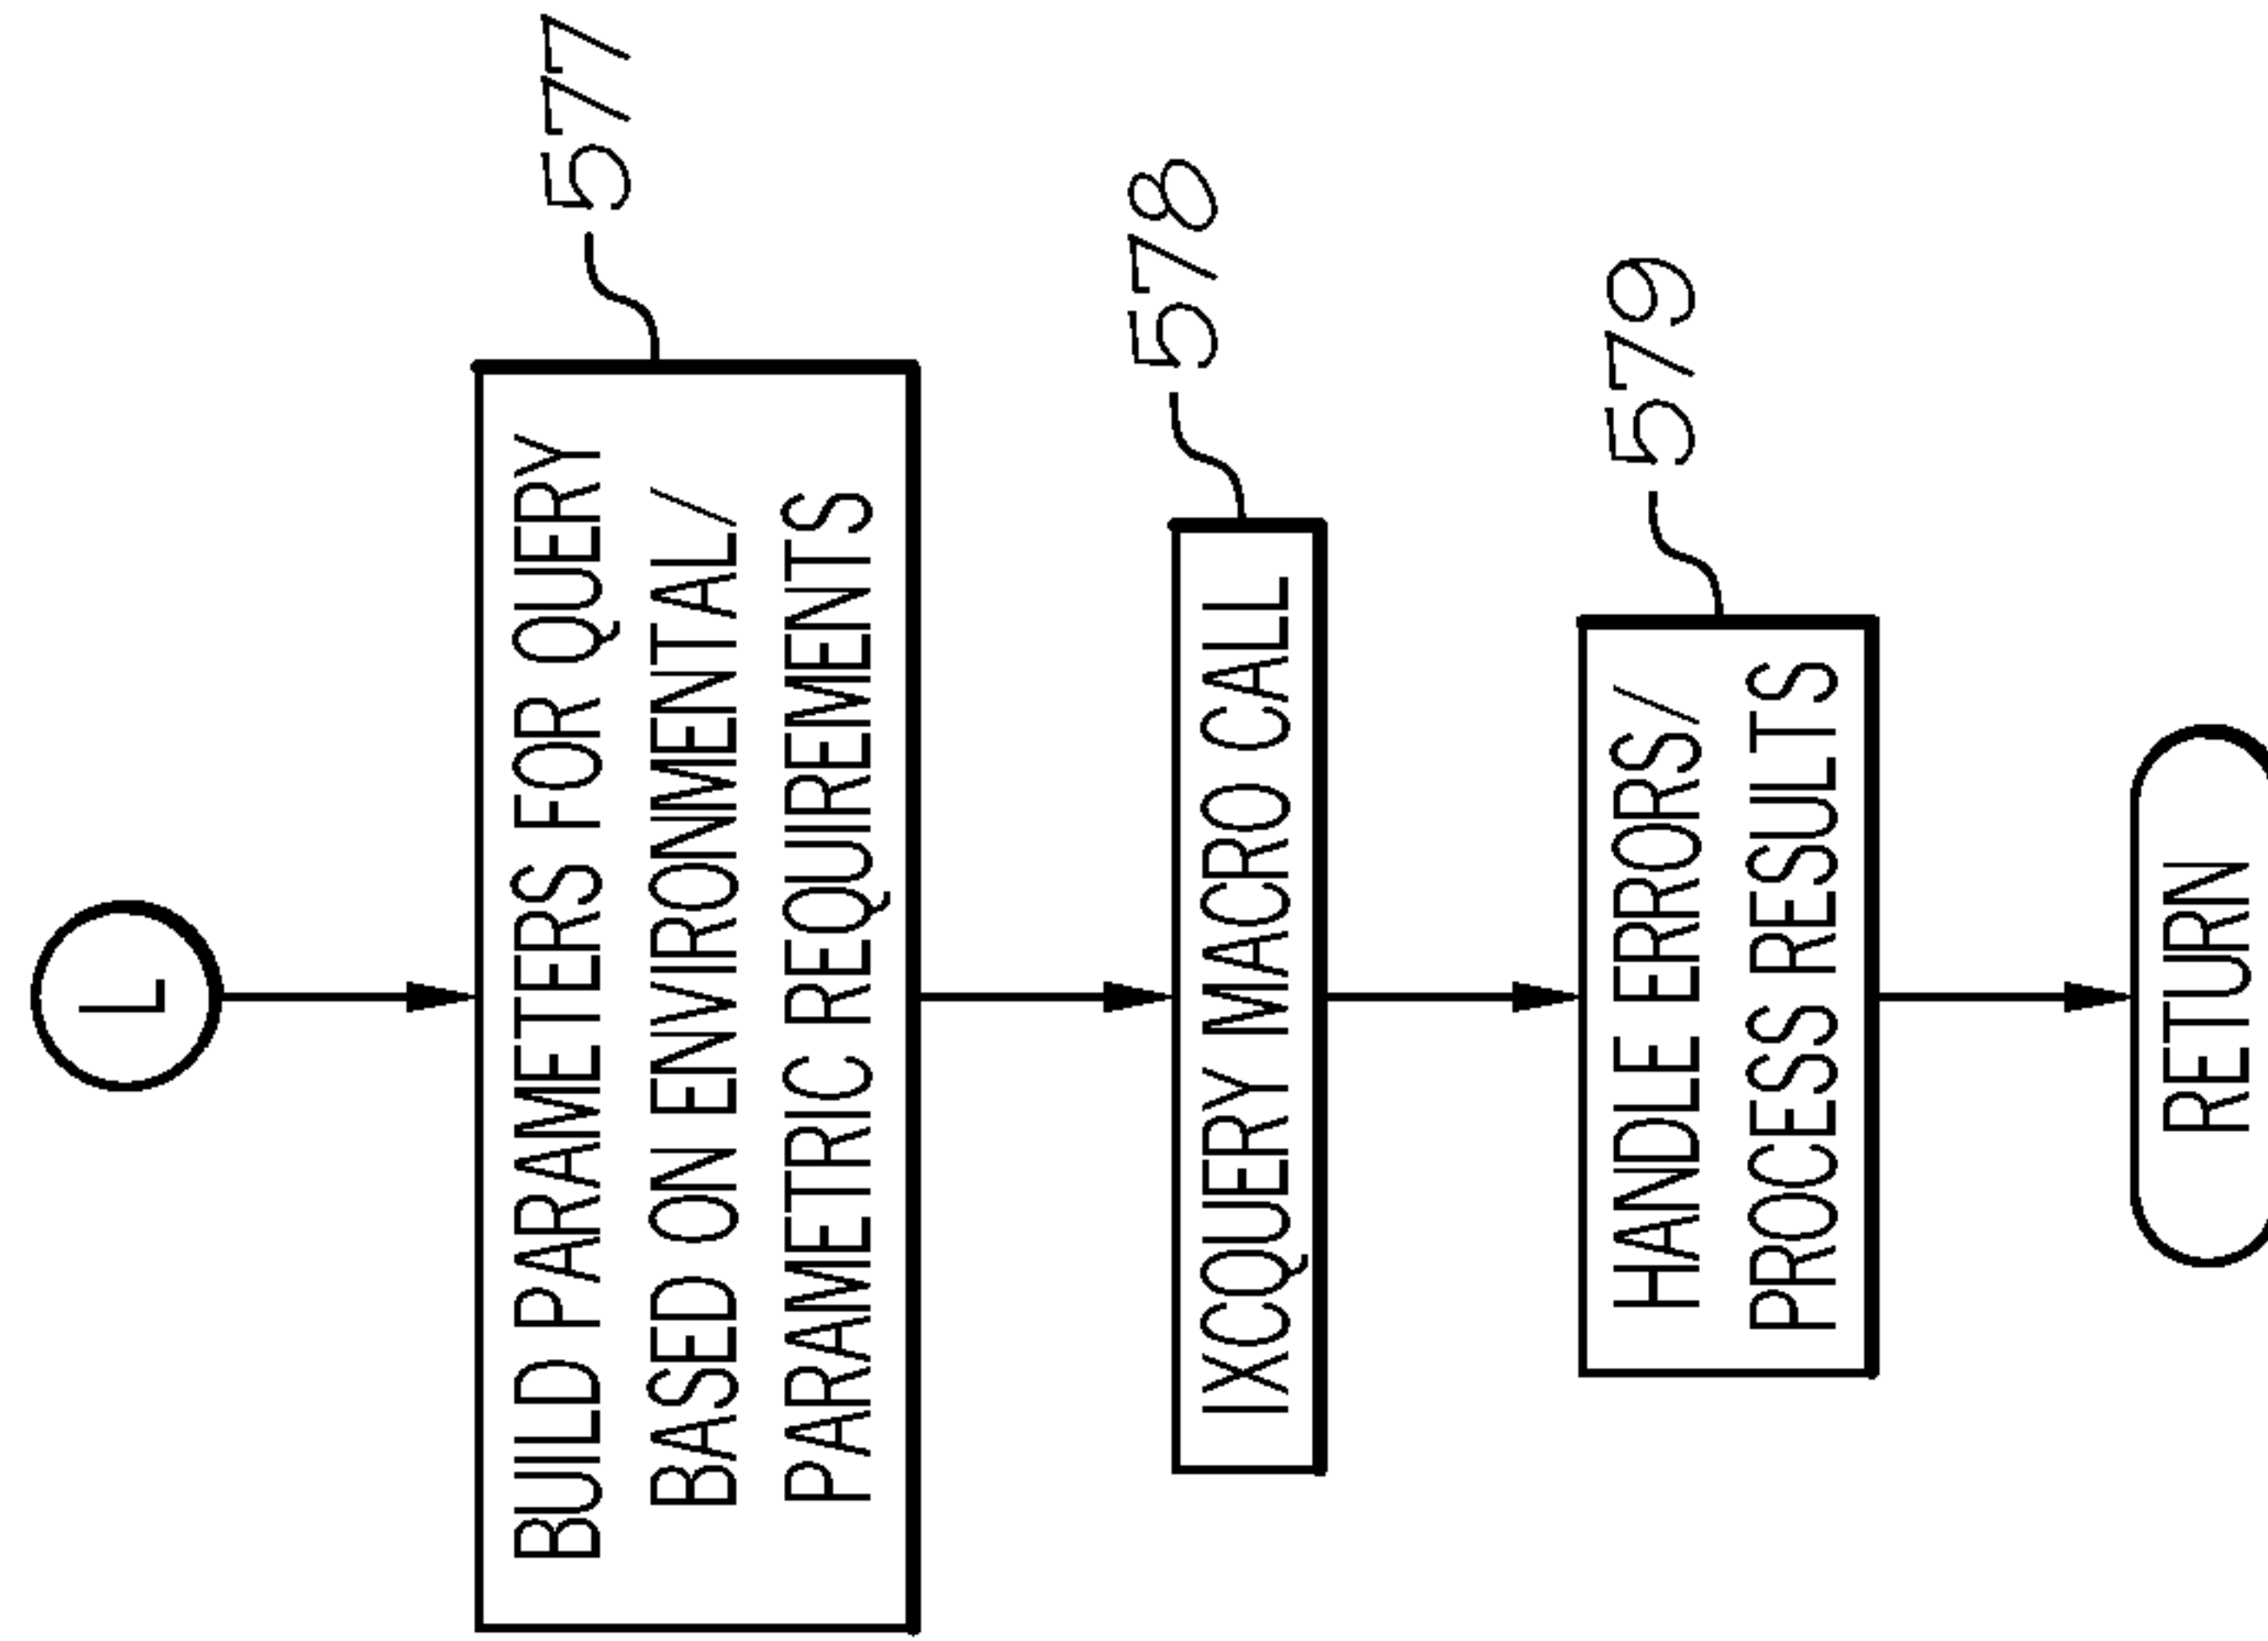 L
577
BUILD PARAMETERS FOR QUERY
BASED ON ENVIRONMENTAL/
PARAMETRIC REQUIREMENTS
578
IXCQUERY MACRO CALL
579
HANDLE ERRORS/
PROCESS RESULTS
RETURN